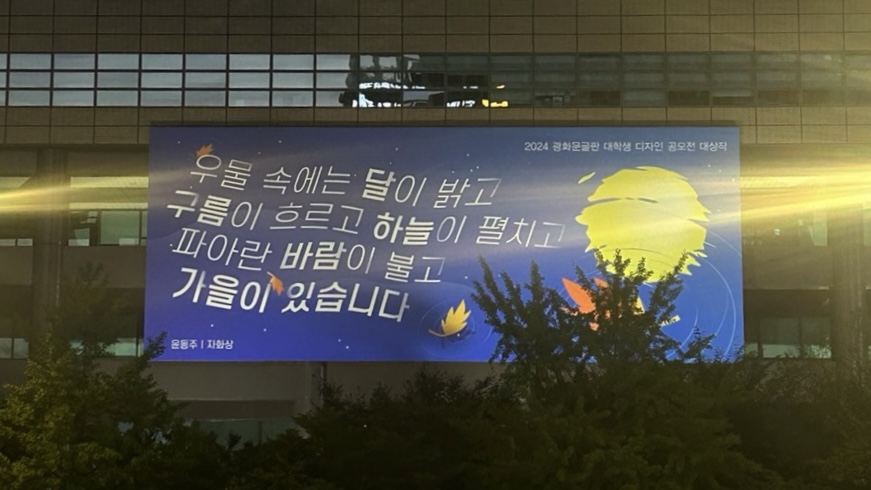 2024 광화문글판 대학생 디자인 공모전 대상작
우물 속에는 달이 밝고
구름이 흐르고 하늘이 펼치고
파아란 바람이 불고
가을이 있습니다
윤동주 | 자화상